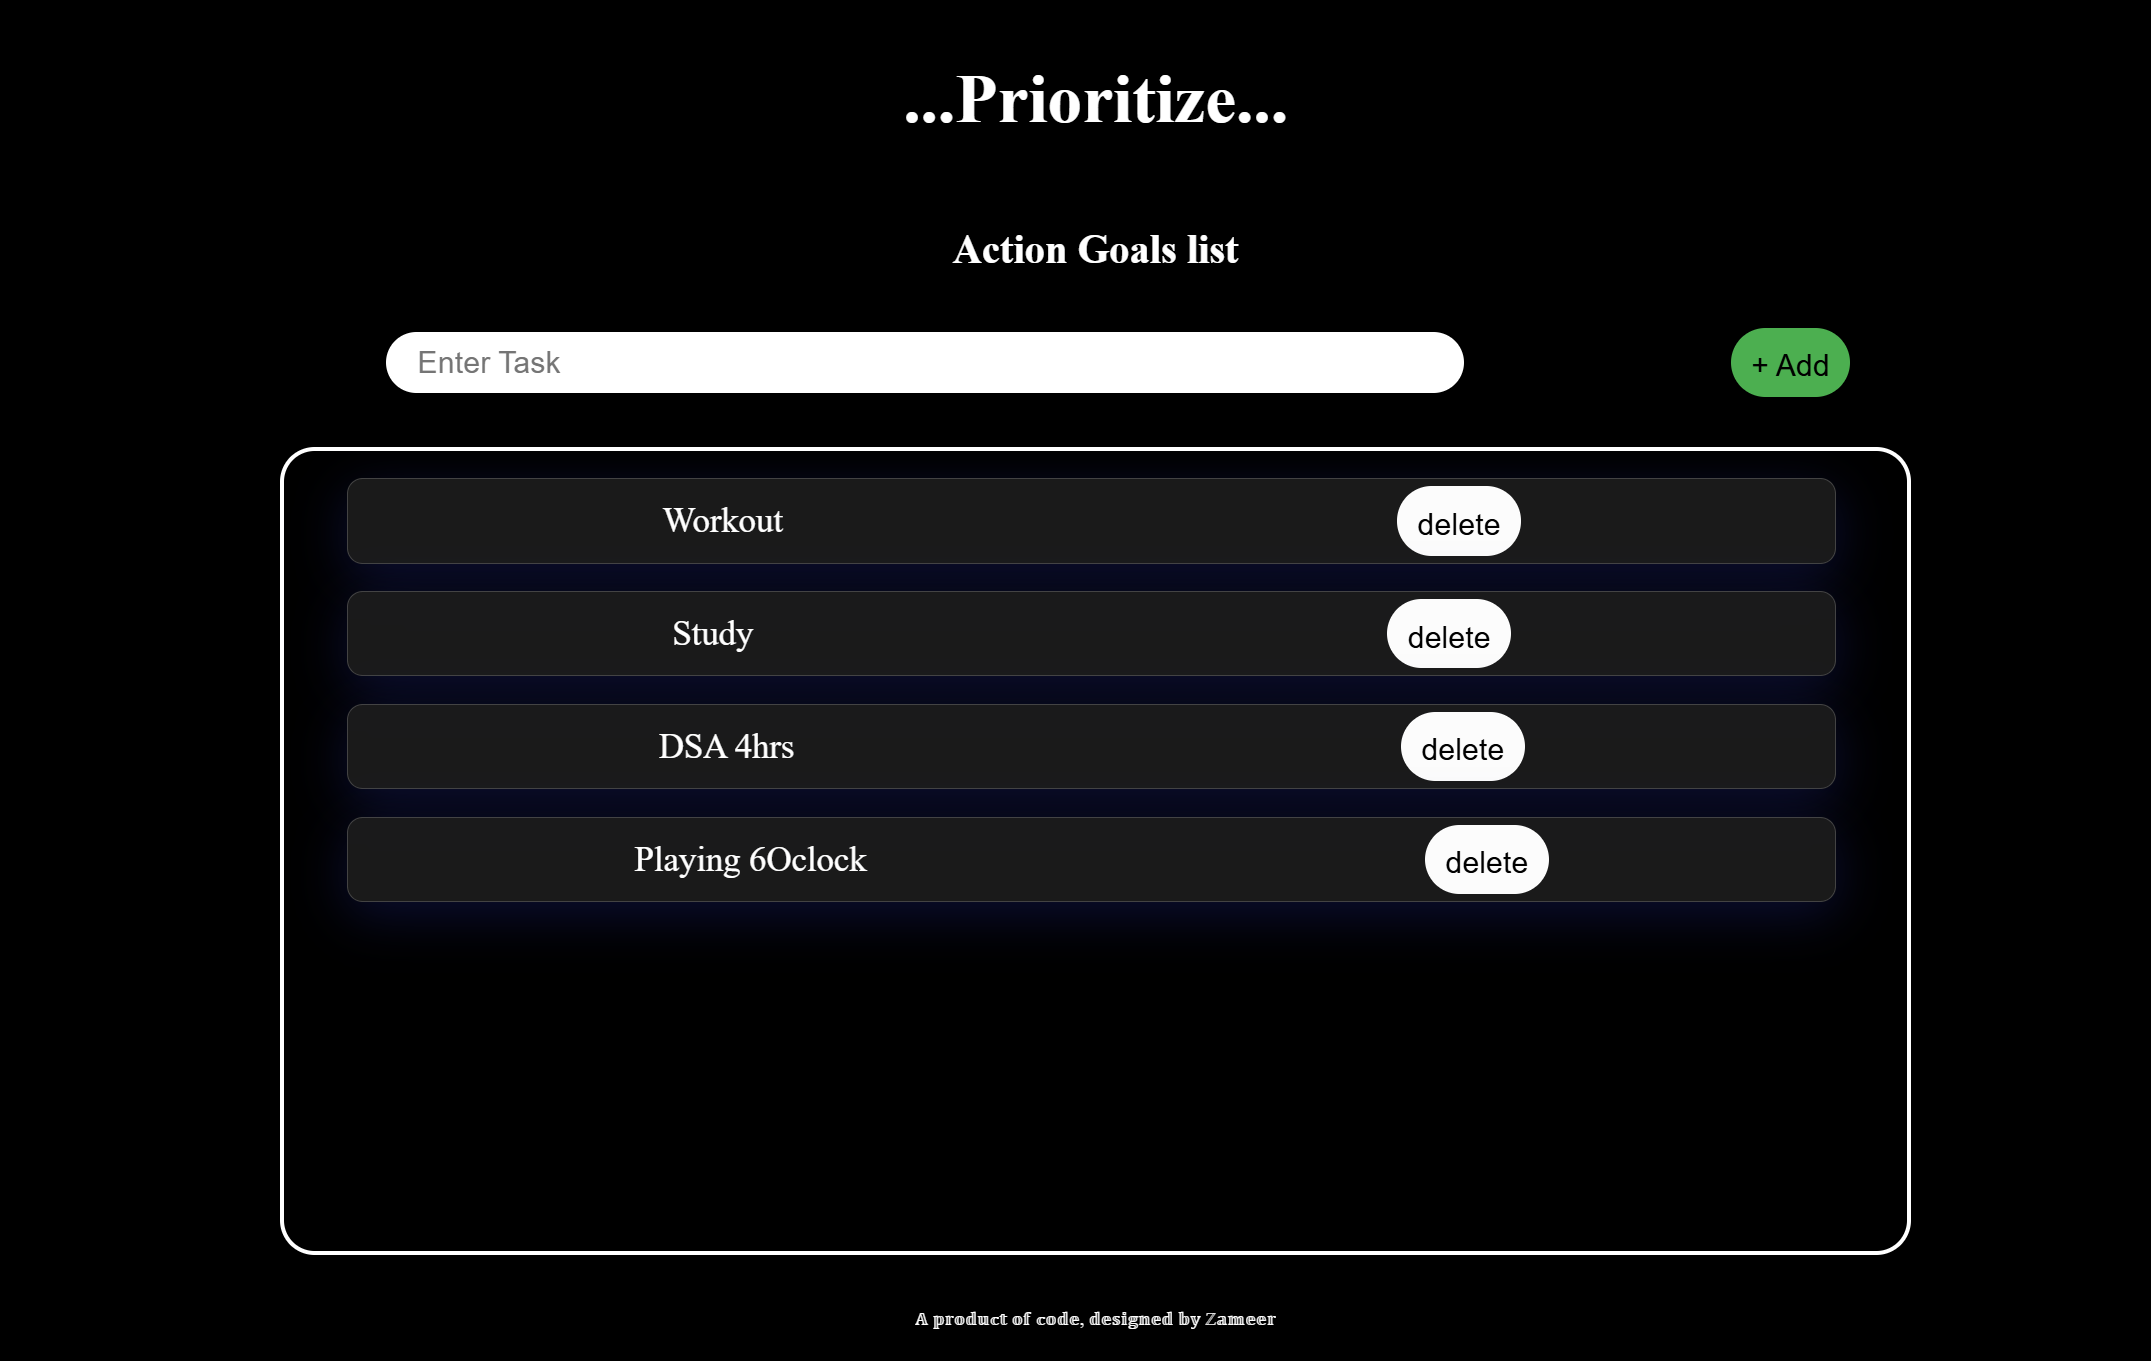 ...Prioritize...
Action Goals list
Enter Task
+ Add
Workout
delete
Study
delete
DSA 4hrs
delete
Playing 6Oclock
delete
A product of code, designed by Zameer